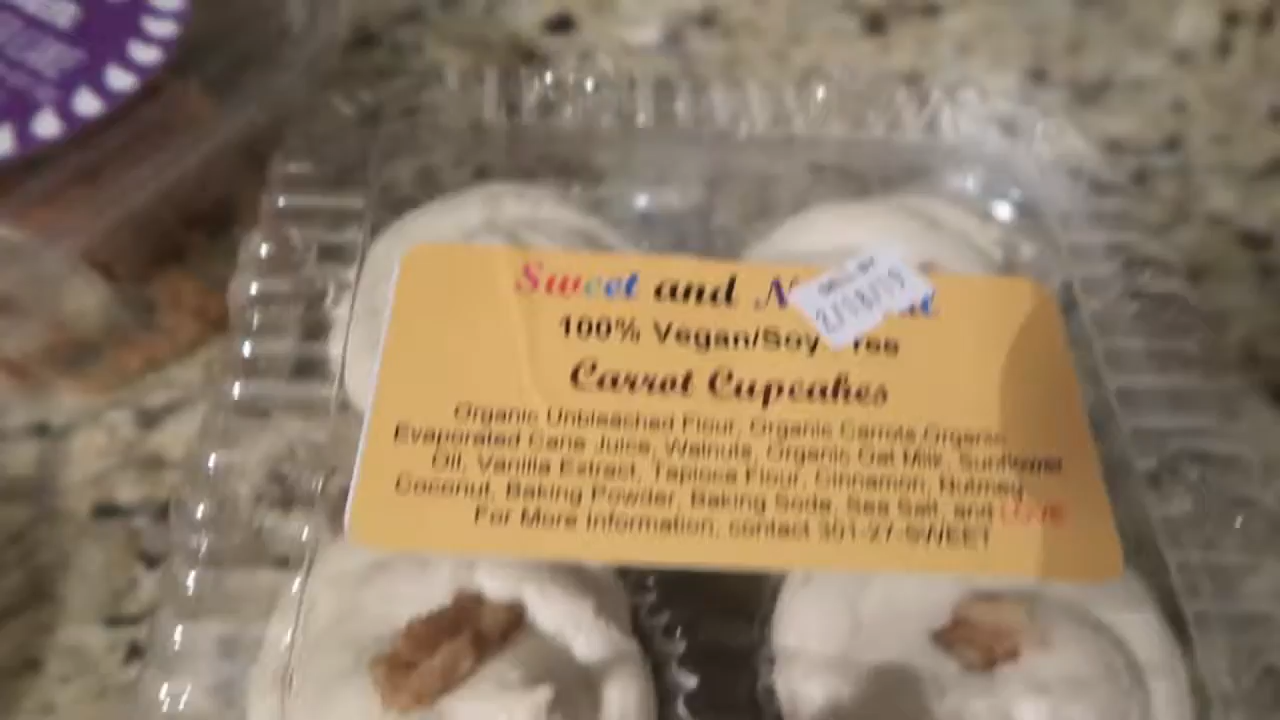 Sweet and
100% Vegan/Soy
Carrot Cupcakes
Organic Unbleached Flour, Organic Carrots Organic
Evaporated Cane Juice, Walnuts, Organic Oat Milk, Sunflower
Oil, Vanilla Extract, Tapioca Flour, Cinnamon, Nutmeg
Coconut, Baking Powder, Baking Soda, Sea Salt, and LOVE
For More Information, contact 301-27-SWEET